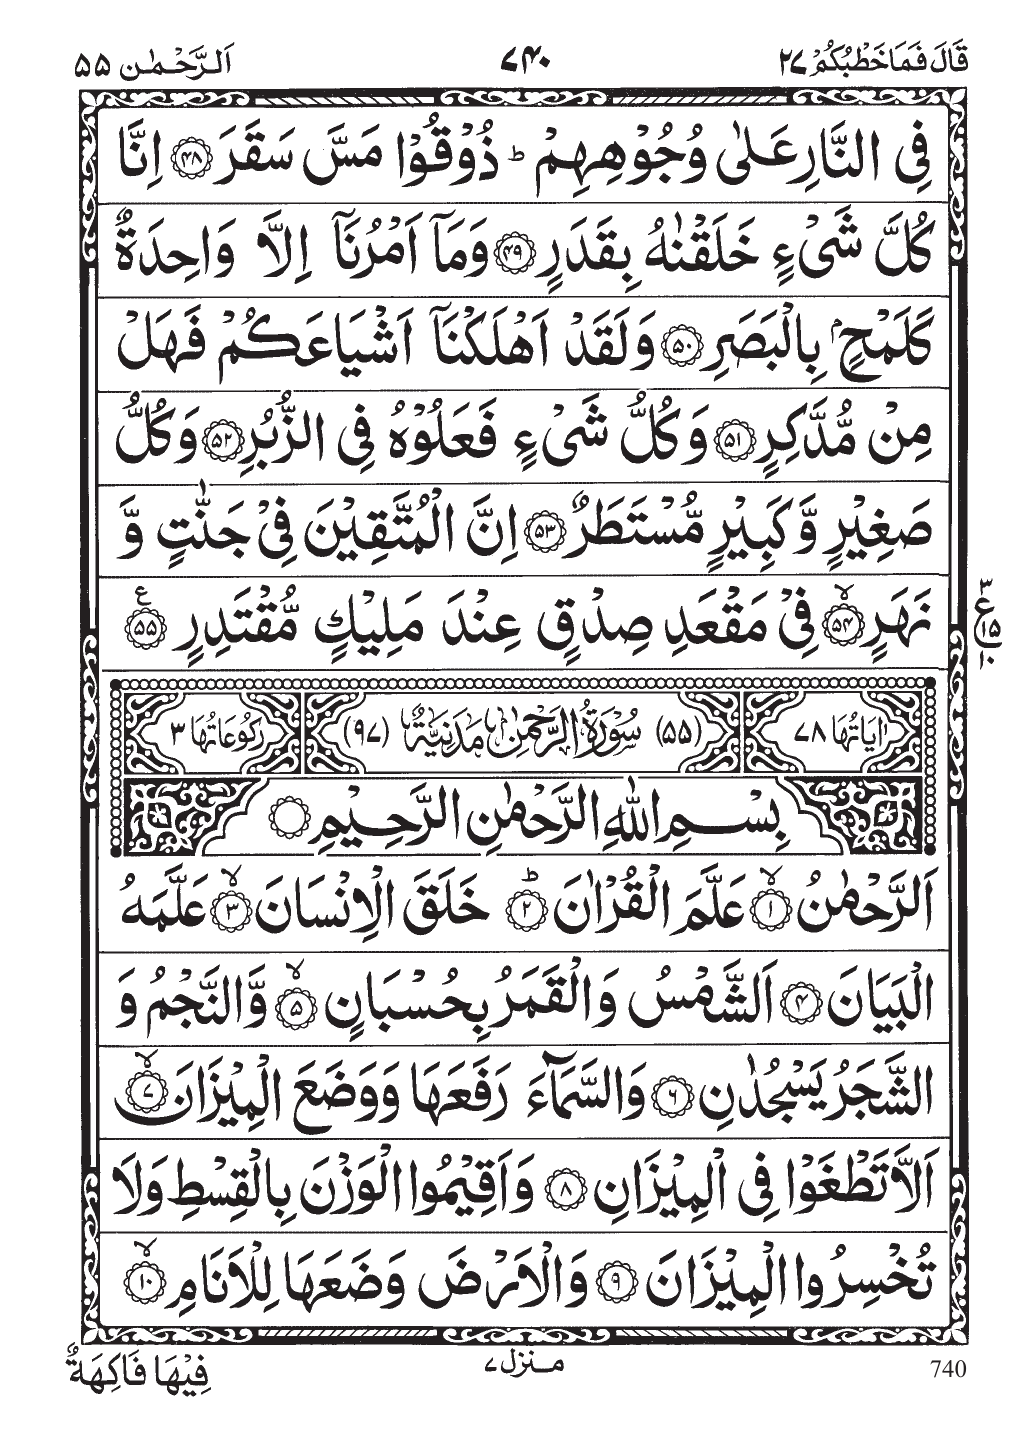 قَالَ فَمَا خَطْبُكُمْ ٢٧ ٧٤٠ اَلرَّحْمٰن ٥٥
فِي النَّارِ عَلٰى وُجُوْهِهِمْ ؕ ذُوْقُوْا مَسَّ سَقَرَ ﴿٤٨﴾ اِنَّا
كُلَّ شَیْءٍ خَلَقْنٰهُ بِقَدَرٍ ﴿٤٩﴾ وَمَاۤ اَمْرُنَاۤ اِلَّا وَاحِدَةٌ
كَلَمْحٍۭ بِالْبَصَرِ ﴿٥٠﴾ وَلَقَدْ اَهْلَكْنَاۤ اَشْيَاعَكُمْ فَهَلْ
مِنْ مُّدَّكِرٍ ﴿٥١﴾ وَكُلُّ شَیْءٍ فَعَلُوْهُ فِي الزُّبُرِ ﴿٥٢﴾ وَكُلُّ
صَغِيْرٍ وَّكَبِيْرٍ مُّسْتَطَرٌ ﴿٥٣﴾ اِنَّ الْمُتَّقِيْنَ فِيْ جَنّٰتٍ وَّ
نَهَرٍ ۙ﴿٥٤﴾ فِيْ مَقْعَدِ صِدْقٍ عِنْدَ مَلِيْكٍ مُّقْتَدِرٍ ﴿٥٥﴾ ع
٣ ع ١٥ ١٠
اٰيَاتُهَا ٧٨ (٥٥) سُوْرَةُ الرَّحْمٰنِ مَدَنِيَّةٌ (٩٧) رُكُوْعَاتُهَا ٣
بِسْمِ اللّٰهِ الرَّحْمٰنِ الرَّحِيْمِ
اَلرَّحْمٰنُ ۙ﴿١﴾ عَلَّمَ الْقُرْاٰنَ ؕ﴿٢﴾ خَلَقَ الْاِنْسَانَ ۙ﴿٣﴾ عَلَّمَهُ
الْبَيَانَ ﴿٤﴾ اَلشَّمْسُ وَالْقَمَرُ بِحُسْبَانٍ ۙ﴿٥﴾ وَّالنَّجْمُ وَ
الشَّجَرُ يَسْجُدٰنِ ﴿٦﴾ وَالسَّمَآءَ رَفَعَهَا وَوَضَعَ الْمِيْزَانَ ۙ﴿٧﴾
اَلَّا تَطْغَوْا فِي الْمِيْزَانِ ﴿٨﴾ وَاَقِيْمُوا الْوَزْنَ بِالْقِسْطِ وَلَا
تُخْسِرُوا الْمِيْزَانَ ﴿٩﴾ وَالْاَرْضَ وَضَعَهَا لِلْاَنَامِ ۙ﴿١٠﴾
740 منزل ٧ فِيْهَا فَاكِهَةٌ